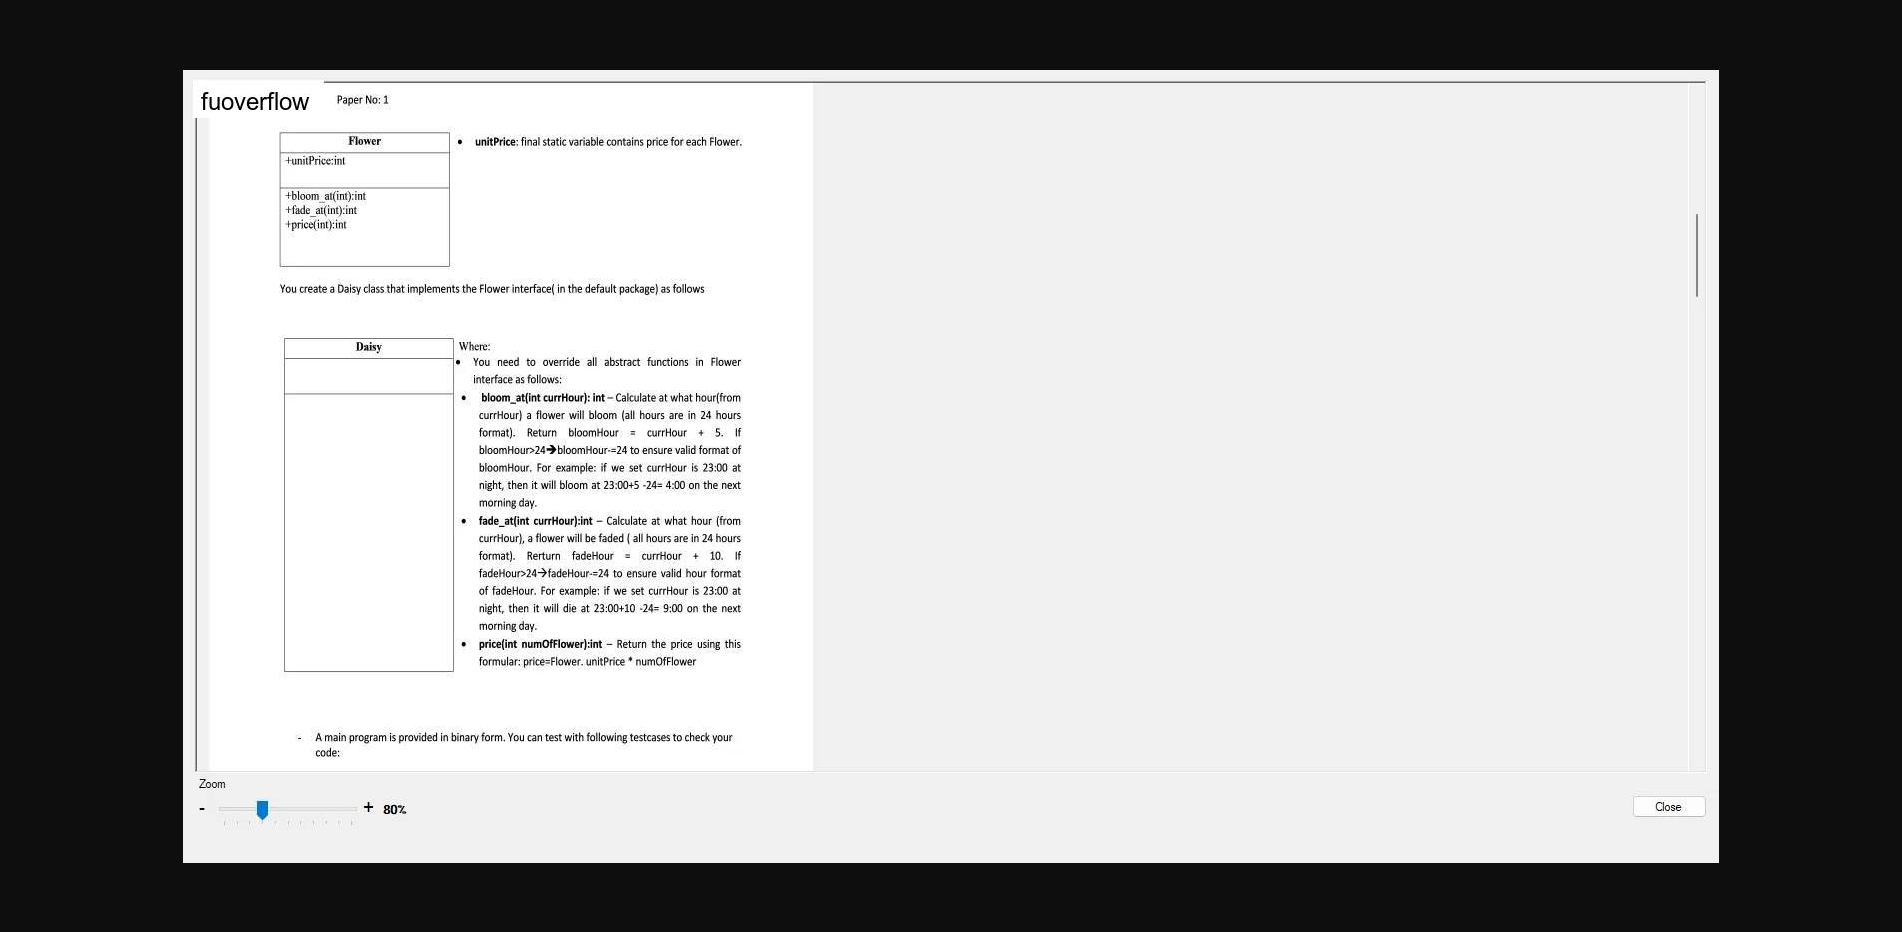 fuoverflow
Paper No: 1
Flower
+unitPrice:int
+bloom_at(int):int
+fade_at(int):int
+price(int):int
• unitPrice: final static variable contains price for each Flower.
You create a Daisy class that implements the Flower interface( in the default package) as follows
Daisy
Where:
• You need to override all abstract functions in Flower
interface as follows:
• bloom_at(int currHour): int – Calculate at what hour(from
currHour) a flower will bloom (all hours are in 24 hours
format). Return bloomHour = currHour + 5. If
bloomHour>24➔bloomHour-=24 to ensure valid format of
bloomHour. For example: if we set currHour is 23:00 at
night, then it will bloom at 23:00+5 -24= 4:00 on the next
morning day.
• fade_at(int currHour):int – Calculate at what hour (from
currHour), a flower will be faded ( all hours are in 24 hours
format). Rerturn fadeHour = currHour + 10. If
fadeHour>24→fadeHour-=24 to ensure valid hour format
of fadeHour. For example: if we set currHour is 23:00 at
night, then it will die at 23:00+10 -24= 9:00 on the next
morning day.
• price(int numOfFlower):int – Return the price using this
formular: price=Flower. unitPrice * numOfFlower
- A main program is provided in binary form. You can test with following testcases to check your
code:
Zoom
- + 80%
Close